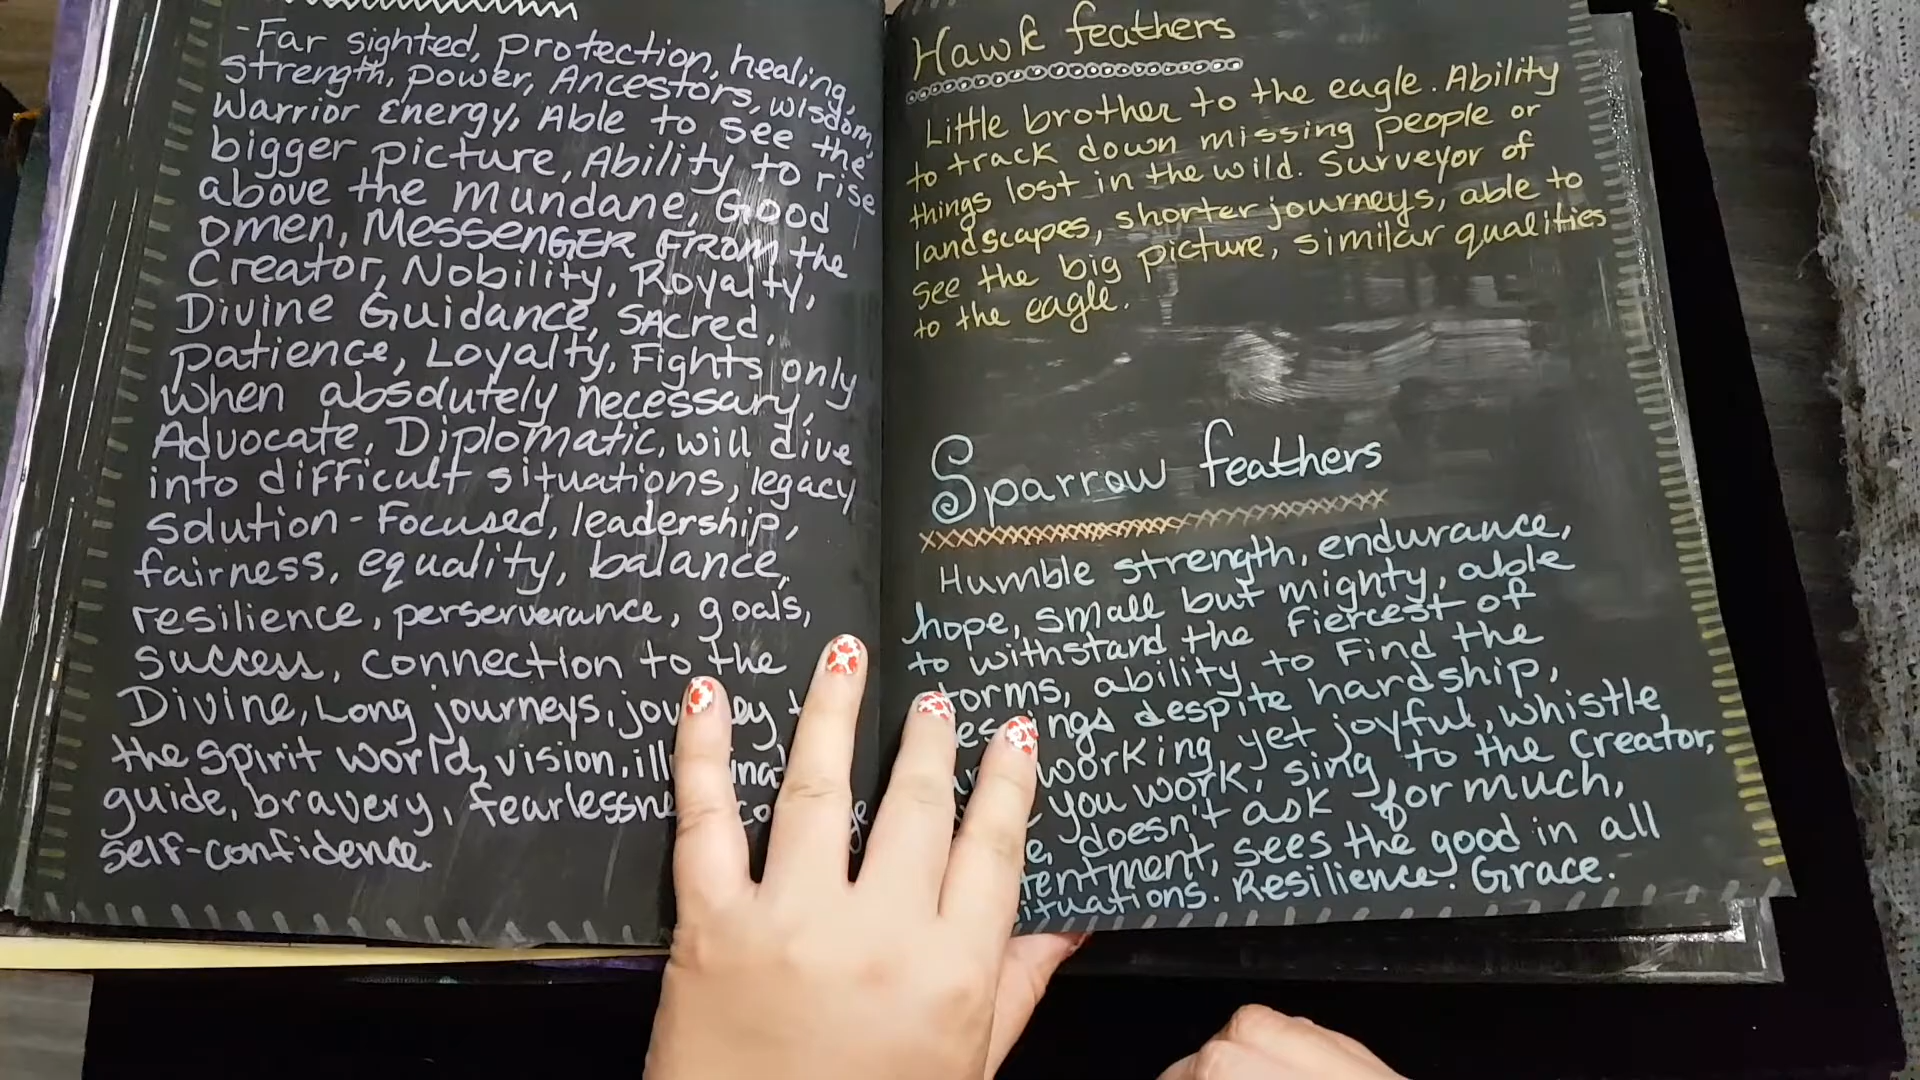 -Far sighted, protection, healing,
strength, power, Ancestors, wisdom,
Warrior Energy, Able to see the
bigger picture, Ability to rise
above the mundane, Good
omen, MESSENGER FROM the
Creator, Nobility, Royalty,
Divine Guidance, SAcred,
patience, Loyalty, Fights only
when absolutely necessary,
Advocate, Diplomatic, will dive
into difficult situations, legacy
solution-Focused, leadership,
fairness, equality, balance,
resilience, perserverance, goals,
success, connection to the
Divine, Long journeys,
the spirit world, vision,
guide, bravery,
self-confidence.
Hawk feathers
Little brother to the eagle. Ability
to track down missing people or
things lost in the wild. Surveyor of
landscapes, shorter journeys, able to
see the big picture, similar qualities
to the eagle.
Sparrow feathers
Humble strength, endurance,
hope, small but mighty, able
to withstand the fiercest of
ability to Find the
despite hardship,
working yet joyful, whistle
you work, sing to the Creator,
doesn't ask for much,
sees the good in all
Resilience. Grace.